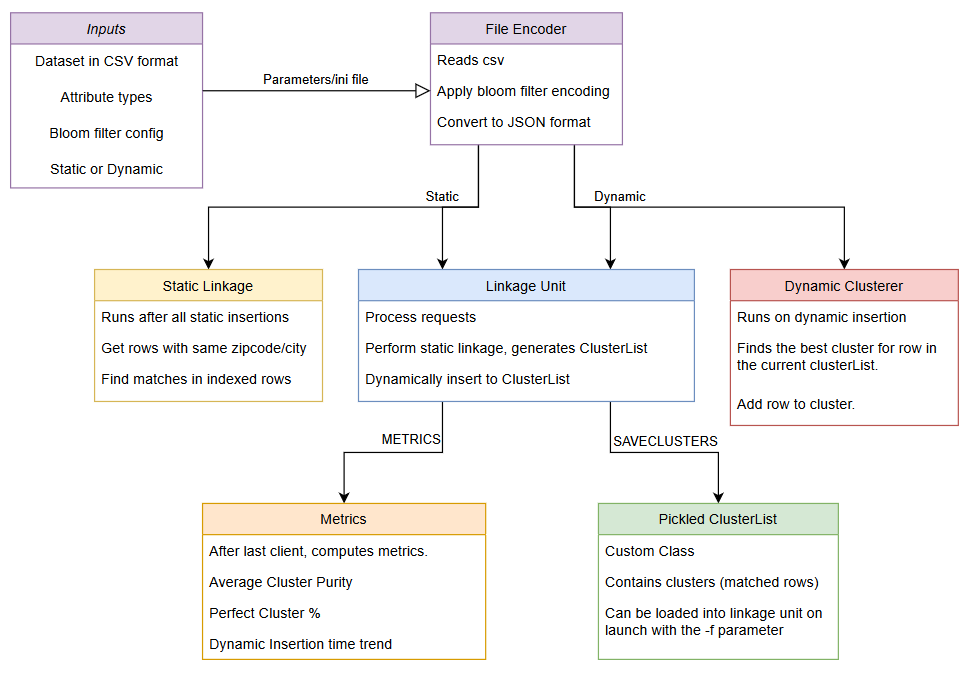 Inputs
Dataset in CSV format
Attribute types
Bloom filter config
Static or Dynamic
Parameters/ini file
File Encoder
Reads csv
Apply bloom filter encoding
Convert to JSON format
Static
Dynamic
Static Linkage
Runs after all static insertions
Get rows with same zipcode/city
Find matches in indexed rows
Linkage Unit
Process requests
Perform static linkage, generates ClusterList
Dynamically insert to ClusterList
Dynamic Clusterer
Runs on dynamic insertion
Finds the best cluster for row in
the current clusterList.
Add row to cluster.
METRICS
SAVECLUSTERS
Metrics
After last client, computes metrics.
Average Cluster Purity
Perfect Cluster %
Dynamic Insertion time trend
Pickled ClusterList
Custom Class
Contains clusters (matched rows)
Can be loaded into linkage unit on
launch with the -f parameter